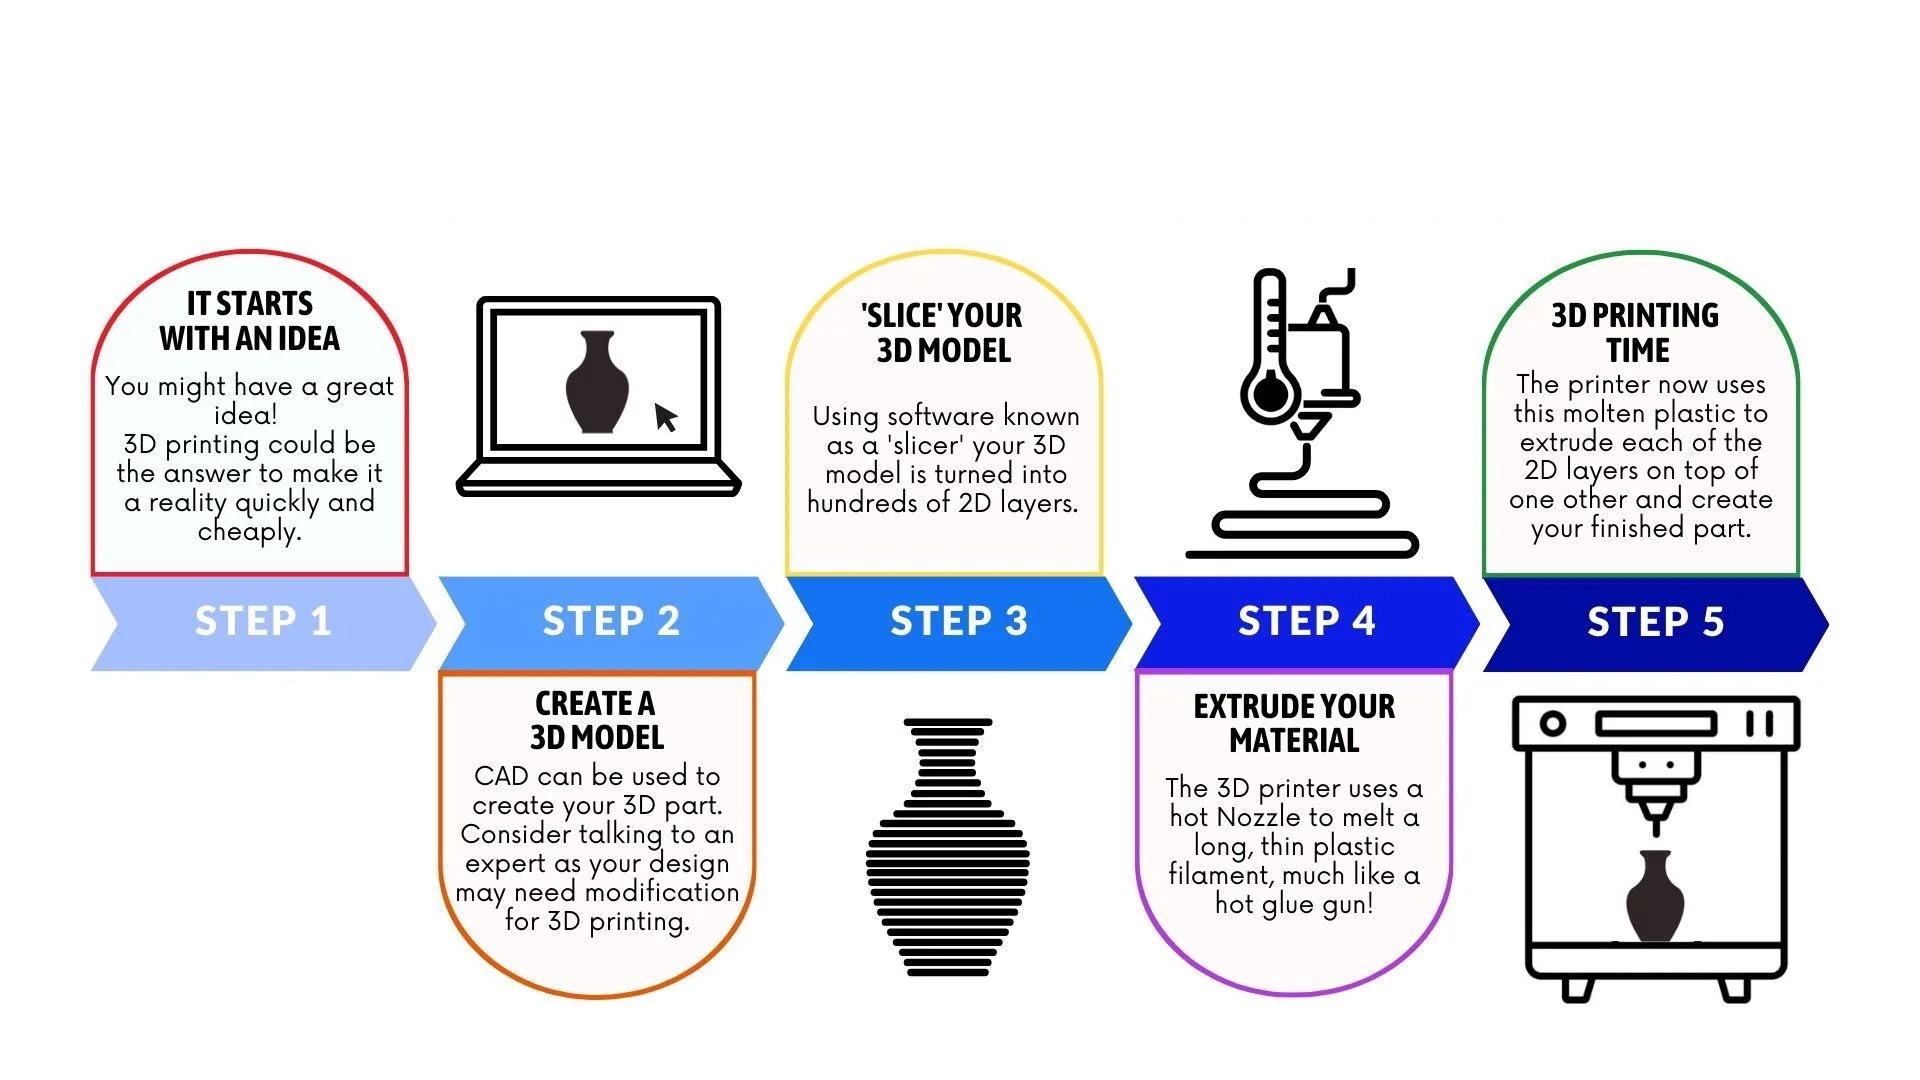 IT STARTS
WITH AN IDEA
You might have a great
idea!
3D printing could be
the answer to make it
a reality quickly and
cheaply.
STEP 1
STEP 2
CREATE A
3D MODEL
CAD can be used to
create your 3D part.
Consider talking to an
expert as your design
may need modification
for 3D printing.
'SLICE' YOUR
3D MODEL
Using software known
as a 'slicer' your 3D
model is turned into
hundreds of 2D layers.
STEP 3
STEP 4
EXTRUDE YOUR
MATERIAL
The 3D printer uses a
hot Nozzle to melt a
long, thin plastic
filament, much like a
hot glue gun!
3D PRINTING
TIME
The printer now uses
this molten plastic to
extrude each of the
2D layers on top of
one other and create
your finished part.
STEP 5